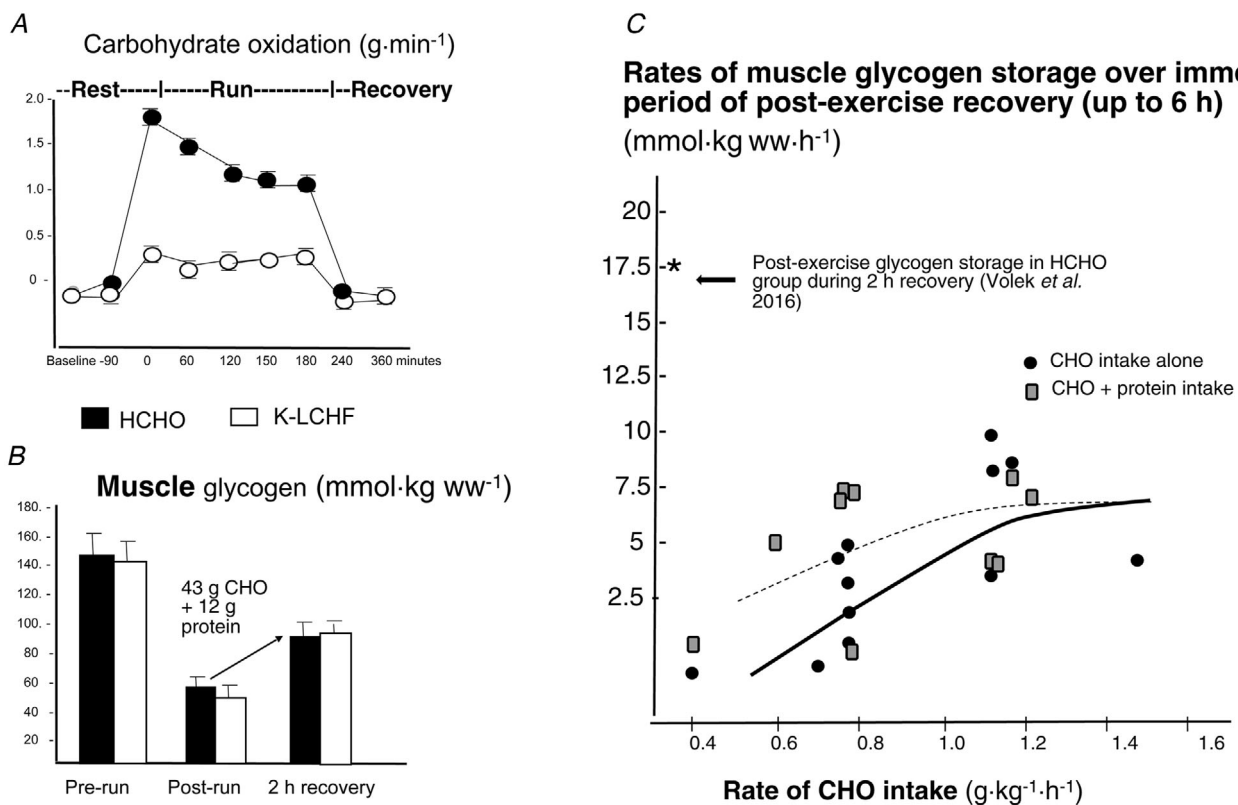 A
Carbohydrate oxidation (g·min-1)
--Rest-----|------Run-----------|--Recovery
2.0
1.5
1.0
0.5
0
Baseline -90 0 60 120 150 180 240 360 minutes
HCHO K-LCHF
B
Muscle glycogen (mmol·kg ww-1)
180.
160.
140.
120.
100.
80
60
40
20
43 g CHO
+ 12 g
protein
Pre-run Post-run 2 h recovery
C
Rates of muscle glycogen storage over imme
period of post-exercise recovery (up to 6 h)
(mmol·kg ww·h-1)
20
17.5 *
15
12.5
10
7.5
5
2.5
Post-exercise glycogen storage in HCHO
group during 2 h recovery (Volek et al.
2016)
CHO intake alone
CHO + protein intake
0.4 0.6 0.8 1.0 1.2 1.4 1.6
Rate of CHO intake (g·kg-1·h-1)